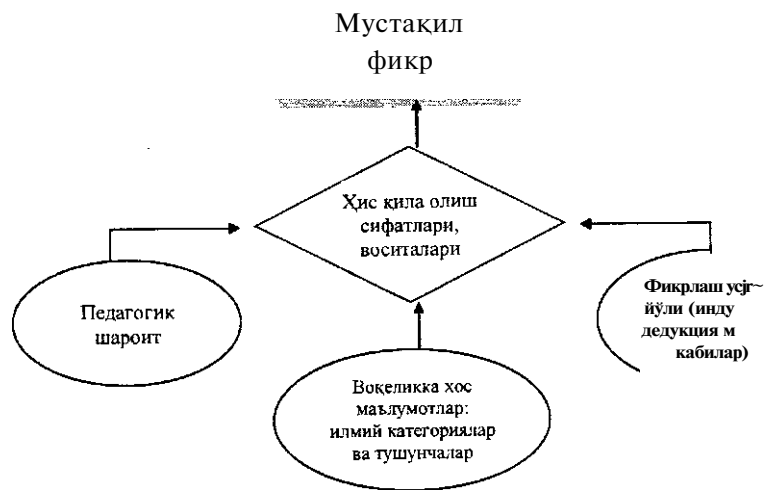 Мустақил
фикр
Ҳис қила олиш
сифатлари,
воситалари
Педагогик
шароит
Фикрлаш
йўли (инду
дедукция м
кабилар)
Воқеликка хос
маълумотлар:
илмий категориялар
ва тушунчалар